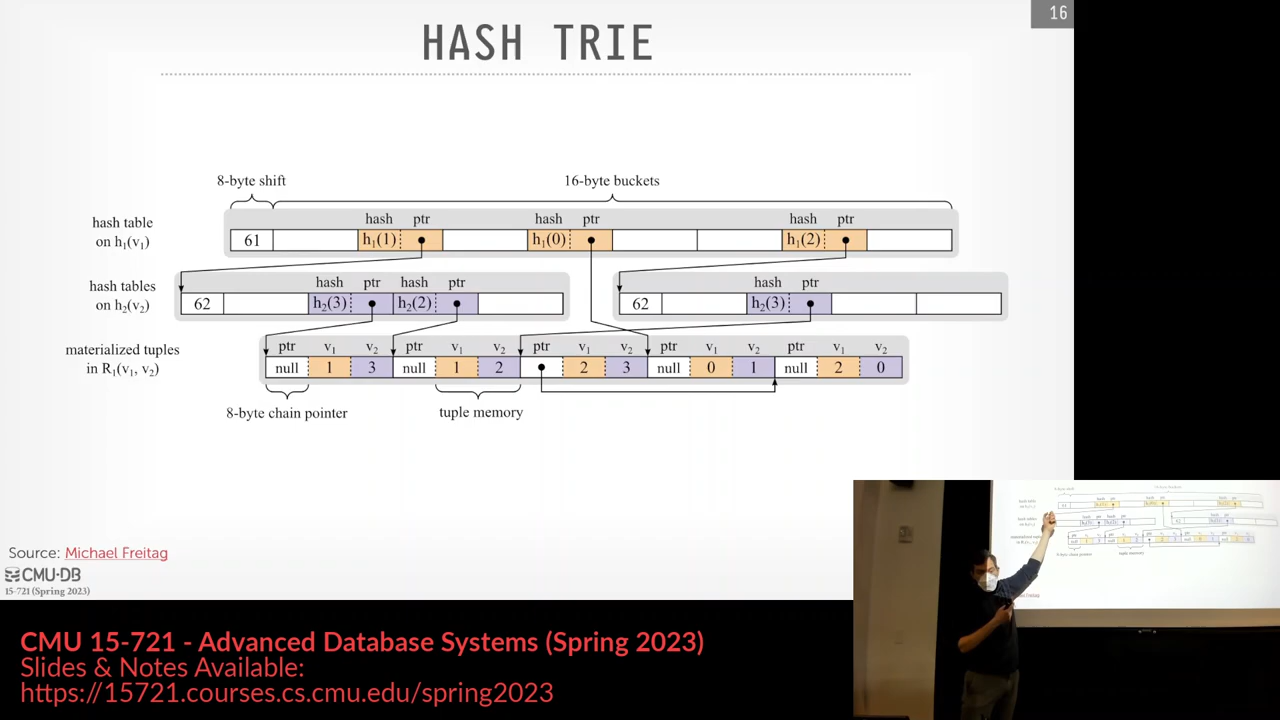 16
HASH TRIE
8-byte shift
16-byte buckets
hash table
on h₁(v₁)
hash ptr hash ptr hash ptr
61 h₁(1) h₁(0) h₁(2)
hash tables
on h₂(v₂)
hash ptr hash ptr hash ptr
62 h₂(3) h₂(2) 62 h₂(3)
materialized tuples
in R₁(v₁, v₂)
ptr v₁ v₂ ptr v₁ v₂ ptr v₁ v₂ ptr v₁ v₂ ptr v₁ v₂
null 1 3 null 1 2 2 3 null 0 1 null 2 0
8-byte chain pointer
tuple memory
Source: Michael Freitag
CMU·DB
15-721 (Spring 2023)
CMU 15-721 - Advanced Database Systems (Spring 2023)
Slides & Notes Available:
https://15721.courses.cs.cmu.edu/spring2023